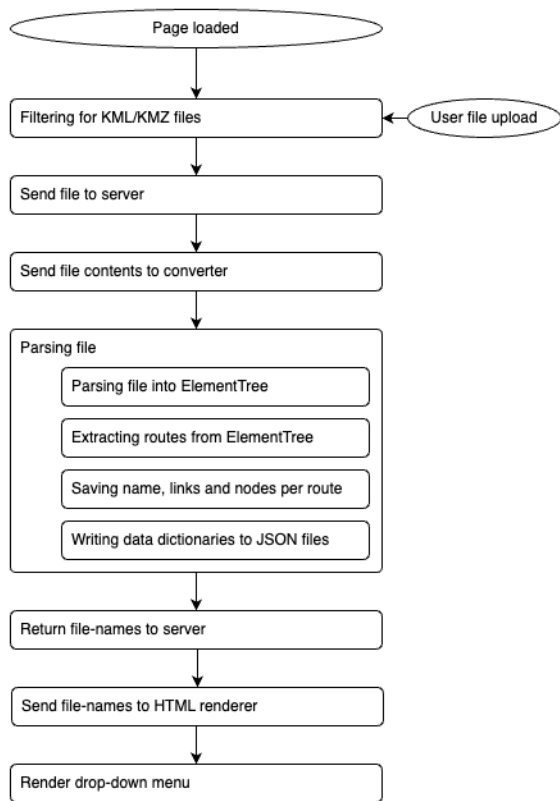 Page loaded
Filtering for KML/KMZ files
User file upload
Send file to server
Send file contents to converter
Parsing file
Parsing file into ElementTree
Extracting routes from ElementTree
Saving name, links and nodes per route
Writing data dictionaries to JSON files
Return file-names to server
Send file-names to HTML renderer
Render drop-down menu